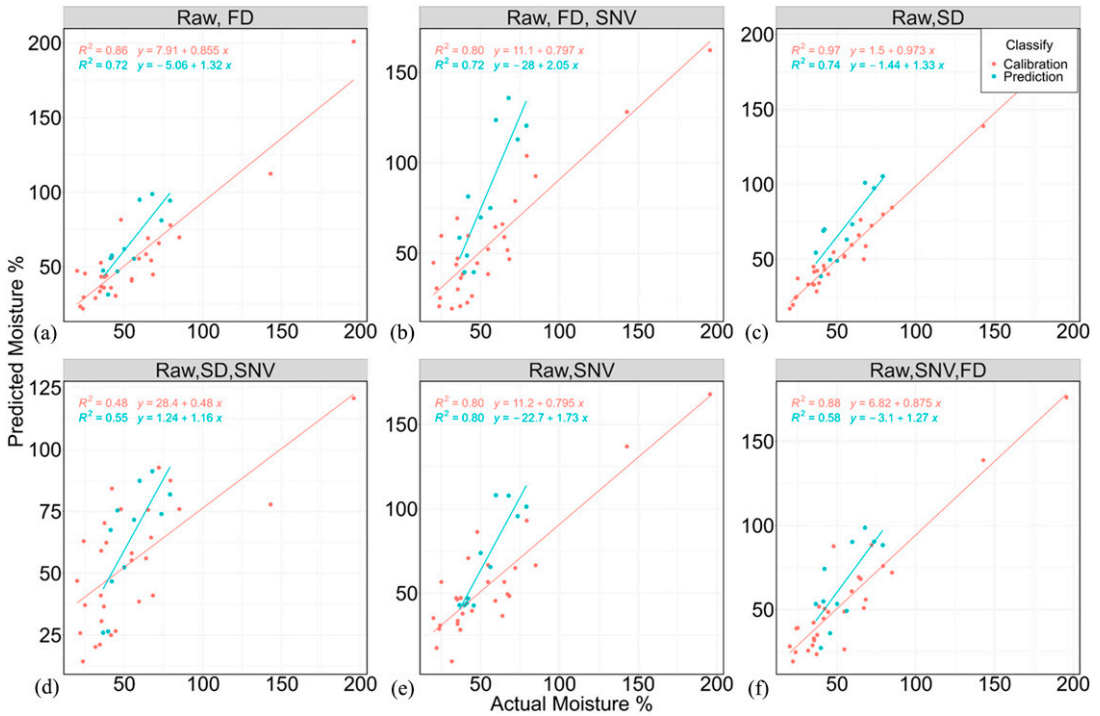 Raw, FD
R² = 0.86 y = 7.91 + 0.855 x
R² = 0.72 y = − 5.06 + 1.32 x
200
150
100
50
(a)
50
100
150
200
Raw, FD, SNV
R² = 0.80 y = 11.1 + 0.797 x
R² = 0.72 y = − 28 + 2.05 x
150
100
50
(b)
50
100
150
200
Raw,SD
R² = 0.97 y = 1.5 + 0.973 x
R² = 0.74 y = − 1.44 + 1.33 x
Classify
Calibration
Prediction
200
150
100
50
(c)
50
100
150
200
Predicted Moisture %
Raw,SD,SNV
R² = 0.48 y = 28.4 + 0.48 x
R² = 0.55 y = 1.24 + 1.16 x
125
100
75
50
25
(d)
50
100
150
200
Raw,SNV
R² = 0.80 y = 11.2 + 0.795 x
R² = 0.80 y = − 22.7 + 1.73 x
150
100
50
(e)
50
100
150
200
Raw,SNV,FD
R² = 0.88 y = 6.82 + 0.875 x
R² = 0.58 y = − 3.1 + 1.27 x
150
100
50
(f)
50
100
150
200
Actual Moisture %